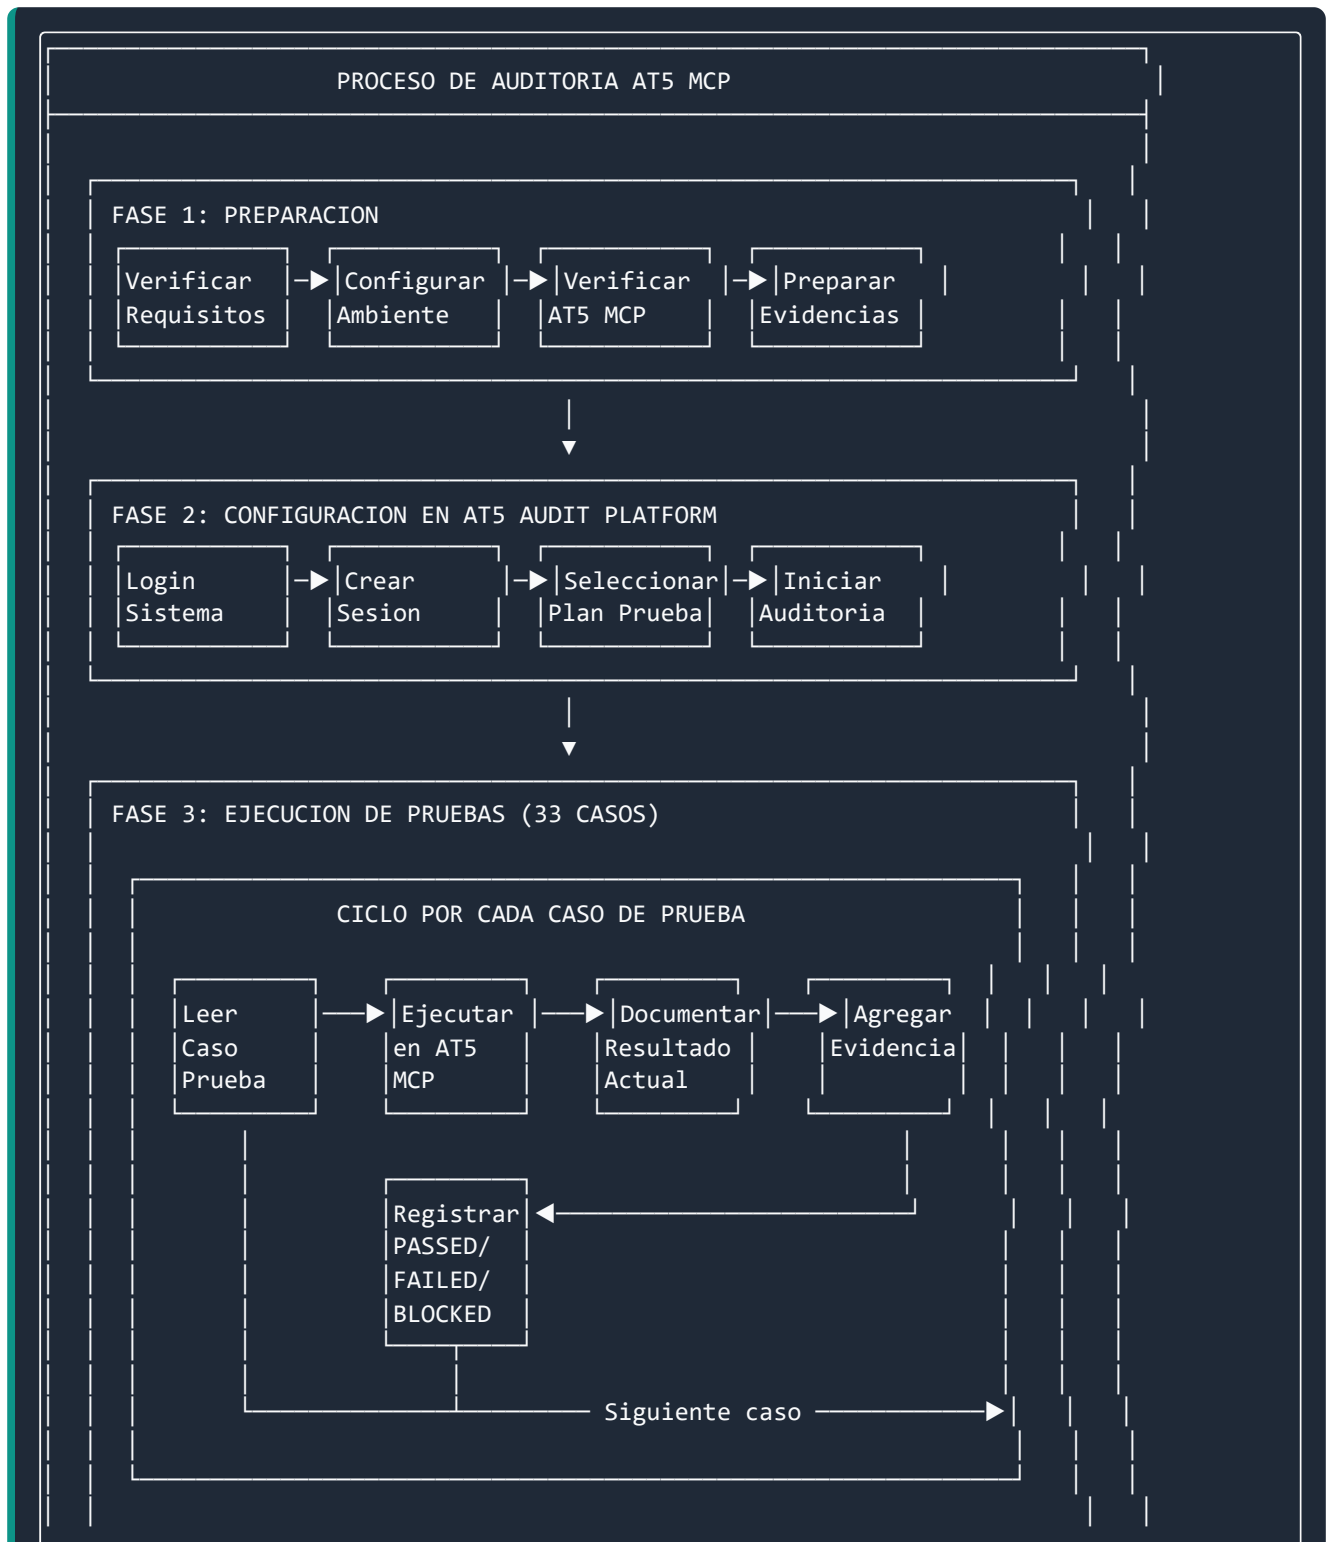 PROCESO DE AUDITORIA AT5 MCP
FASE 1: PREPARACION
Verificar Configurar Verificar Preparar
Requisitos Ambiente AT5 MCP Evidencias
FASE 2: CONFIGURACION EN AT5 AUDIT PLATFORM
Login Crear Seleccionar Iniciar
Sistema Sesion Plan Prueba Auditoria
FASE 3: EJECUCION DE PRUEBAS (33 CASOS)
CICLO POR CADA CASO DE PRUEBA
Leer Ejecutar Documentar Agregar
Caso en AT5 Resultado Evidencia
Prueba MCP Actual
Registrar
PASSED/
FAILED/
BLOCKED
Siguiente caso